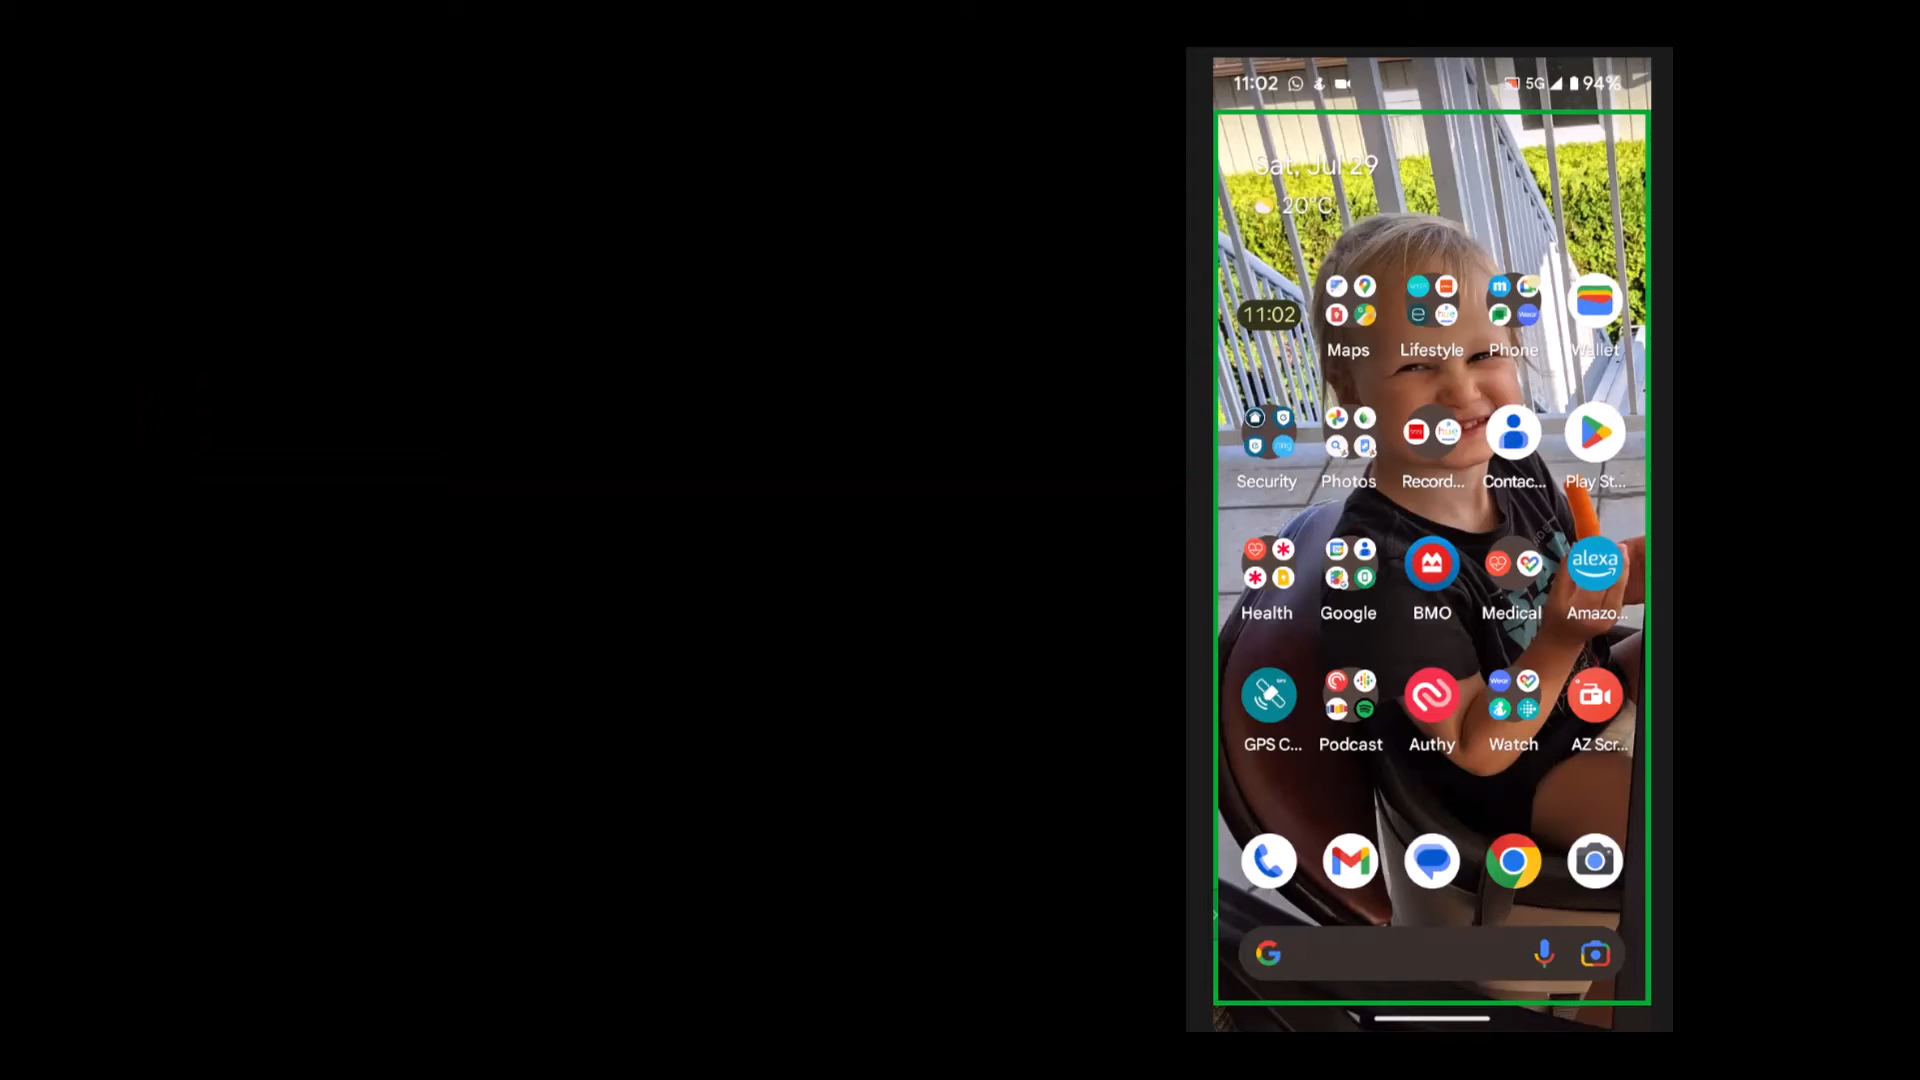 11:02 5G 94%
Sat, Jul 29
20°C
11:02
Maps Lifestyle Phone Wallet
Security Photos Record... Contac... Play St...
alexa
Health Google BMO Medical Amazo...
GPS C... Podcast Authy Watch AZ Scr...